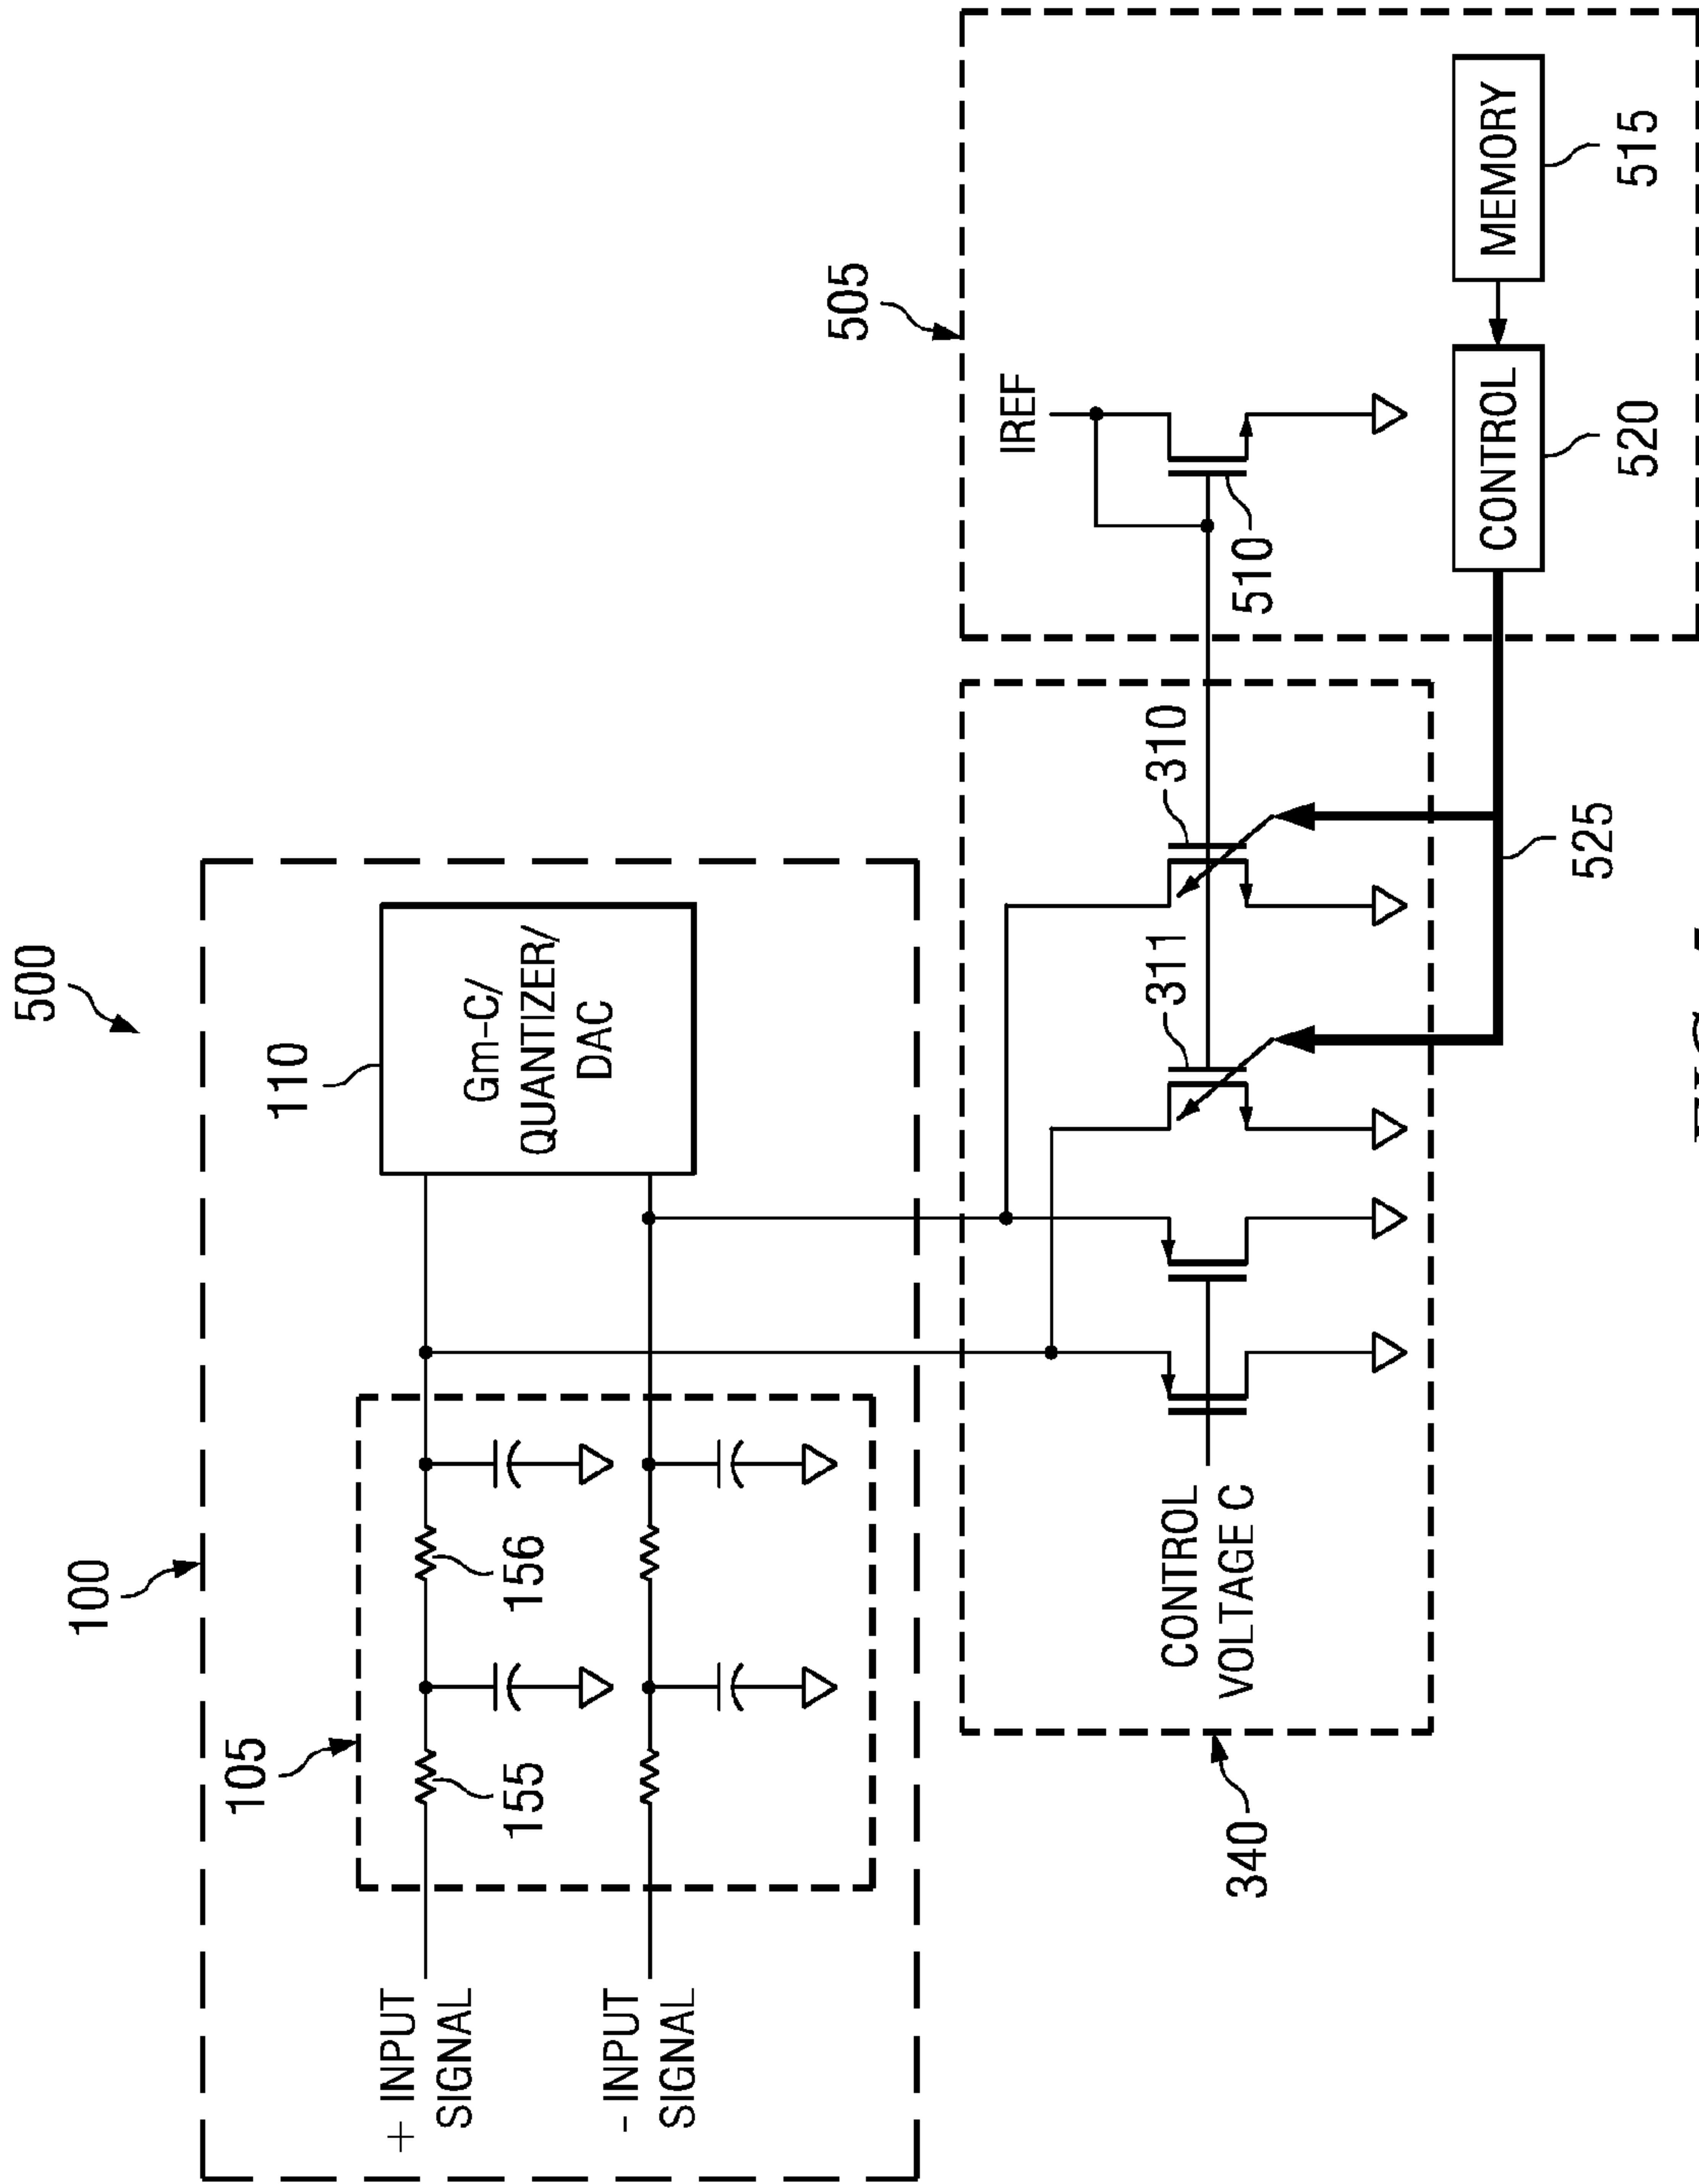 500
100
105
110
+ INPUT
SIGNAL
- INPUT
SIGNAL
155
156
Gm-C/
QUANTIZER/
DAC
505
IREF
510
340
CONTROL
VOLTAGE C
311
310
525
CONTROL
520
MEMORY
515